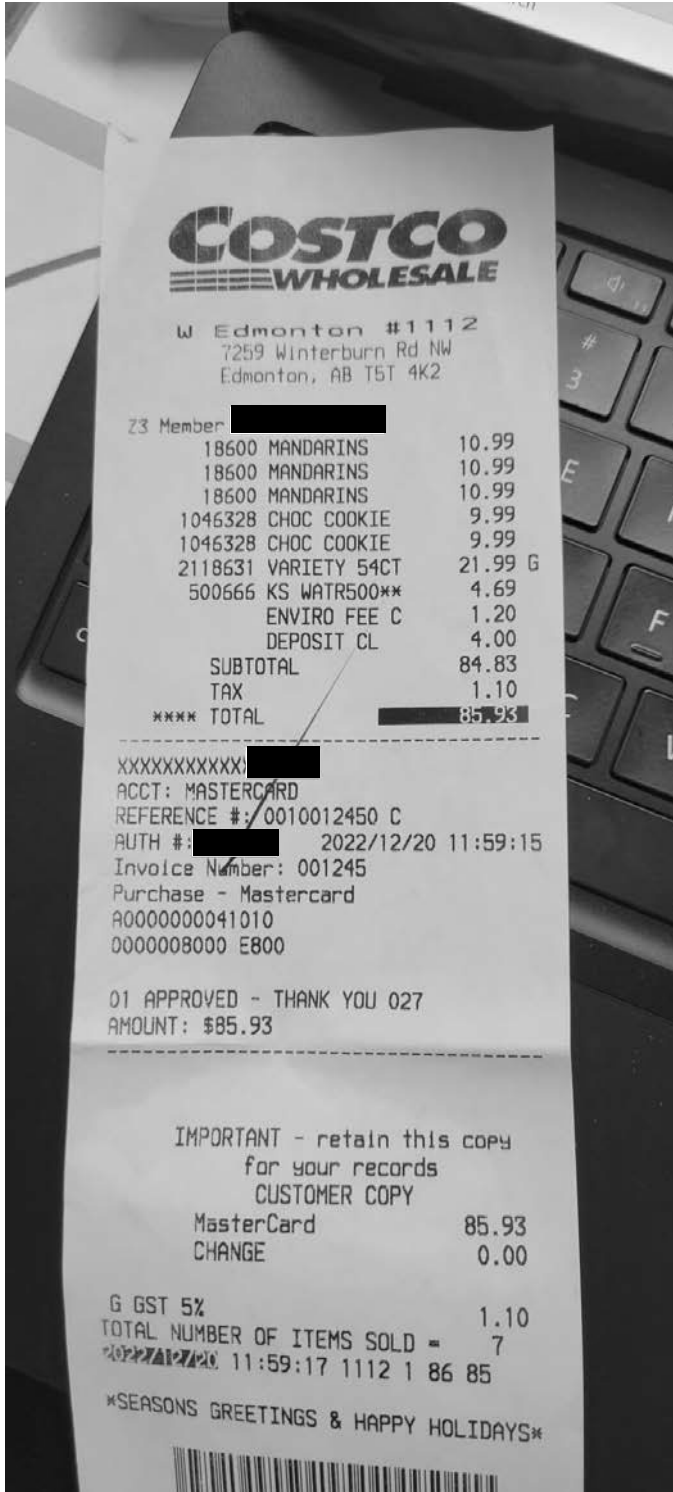 COSTCO
WHOLESALE
W Edmonton #1112
7259 Winterburn Rd NW
Edmonton, AB T5T 4K2
Z3 Member
18600 MANDARINS 10.99
18600 MANDARINS 10.99
18600 MANDARINS 10.99
1046328 CHOC COOKIE 9.99
1046328 CHOC COOKIE 9.99
2118631 VARIETY 54CT 21.99 G
500666 KS WATR500** 4.69
ENVIRO FEE C 1.20
DEPOSIT CL 4.00
SUBTOTAL 84.83
TAX 1.10
**** TOTAL 85.93
XXXXXXXXXXXX
ACCT: MASTERCARD
REFERENCE #: 0010012450 C
AUTH #: 2022/12/20 11:59:15
Invoice Number: 001245
Purchase - Mastercard
A0000000041010
0000008000 E800
01 APPROVED - THANK YOU 027
AMOUNT: $85.93
IMPORTANT - retain this copy
for your records
CUSTOMER COPY
MasterCard 85.93
CHANGE 0.00
G GST 5% 1.10
TOTAL NUMBER OF ITEMS SOLD = 7
2022/12/20 11:59:17 1112 1 86 85
*SEASONS GREETINGS & HAPPY HOLIDAYS*
#
3
E
F